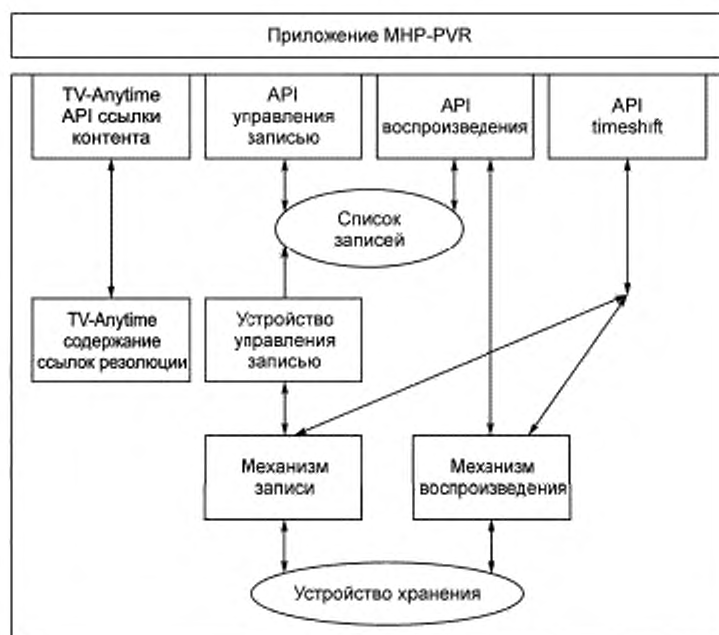 Приложение MHP-PVR
TV-Anytime
API ссылки
контента
API
управления
записью
API
воспроизведения
API
timeshift
Список
записей
TV-Anytime
содержание
ссылок резолюции
Устройство
управления
записью
Механизм
записи
Механизм
воспроизведения
Устройство хранения